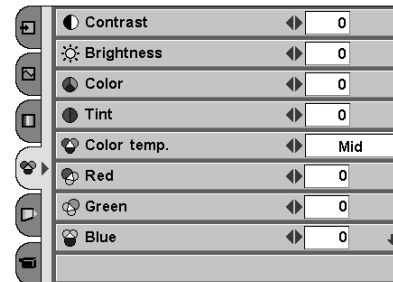 Contrast 0
Brightness 0
Color 0
Tint 0
Color temp. Mid
Red 0
Green 0
Blue 0